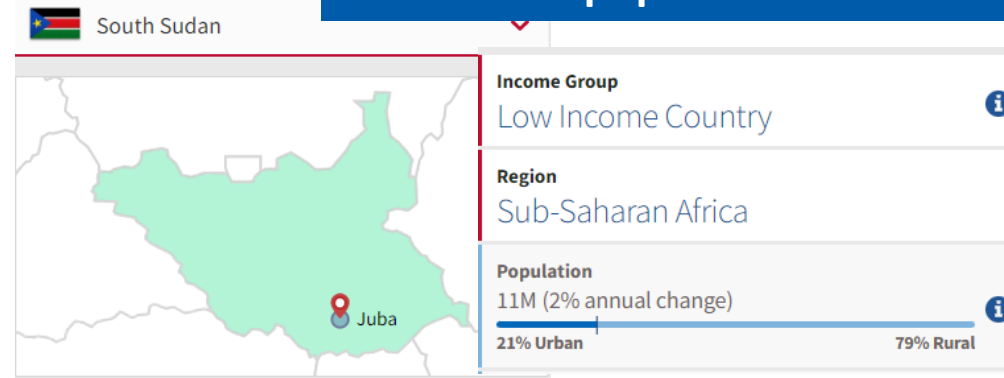 South Sudan
Income Group
Low Income Country
Region
Sub-Saharan Africa
Population
11M (2% annual change)
21% Urban
79% Rural
Juba